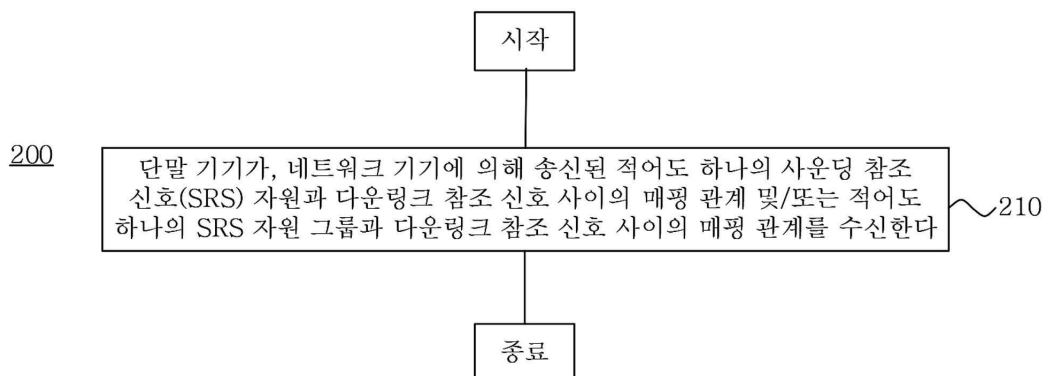 시작
200
단말 기기가, 네트워크 기기에 의해 송신된 적어도 하나의 사운딩 참조
신호(SRS) 자원과 다운링크 참조 신호 사이의 매핑 관계 및/또는 적어도
하나의 SRS 자원 그룹과 다운링크 참조 신호 사이의 매핑 관계를 수신한다
210
종료